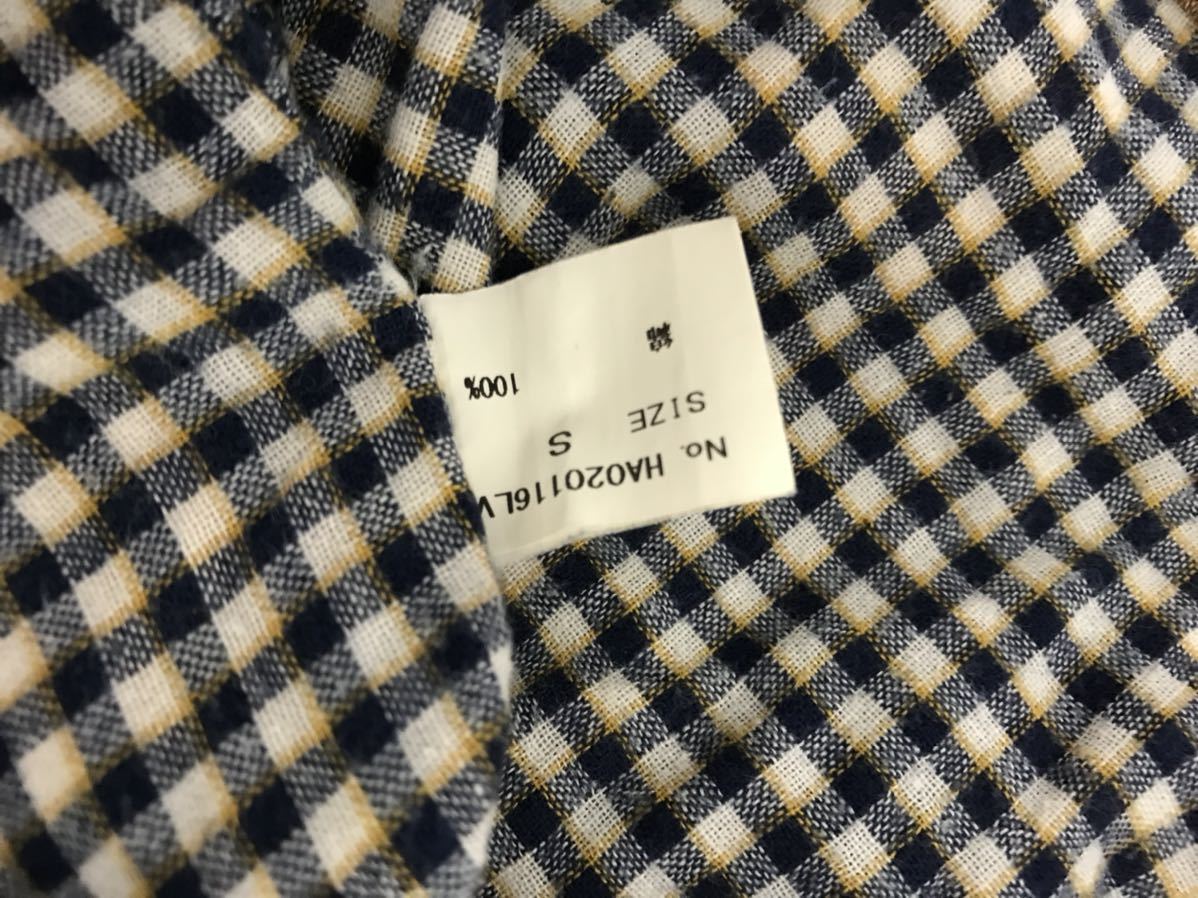 No. HA020116LV
SIZE S
綿 100%